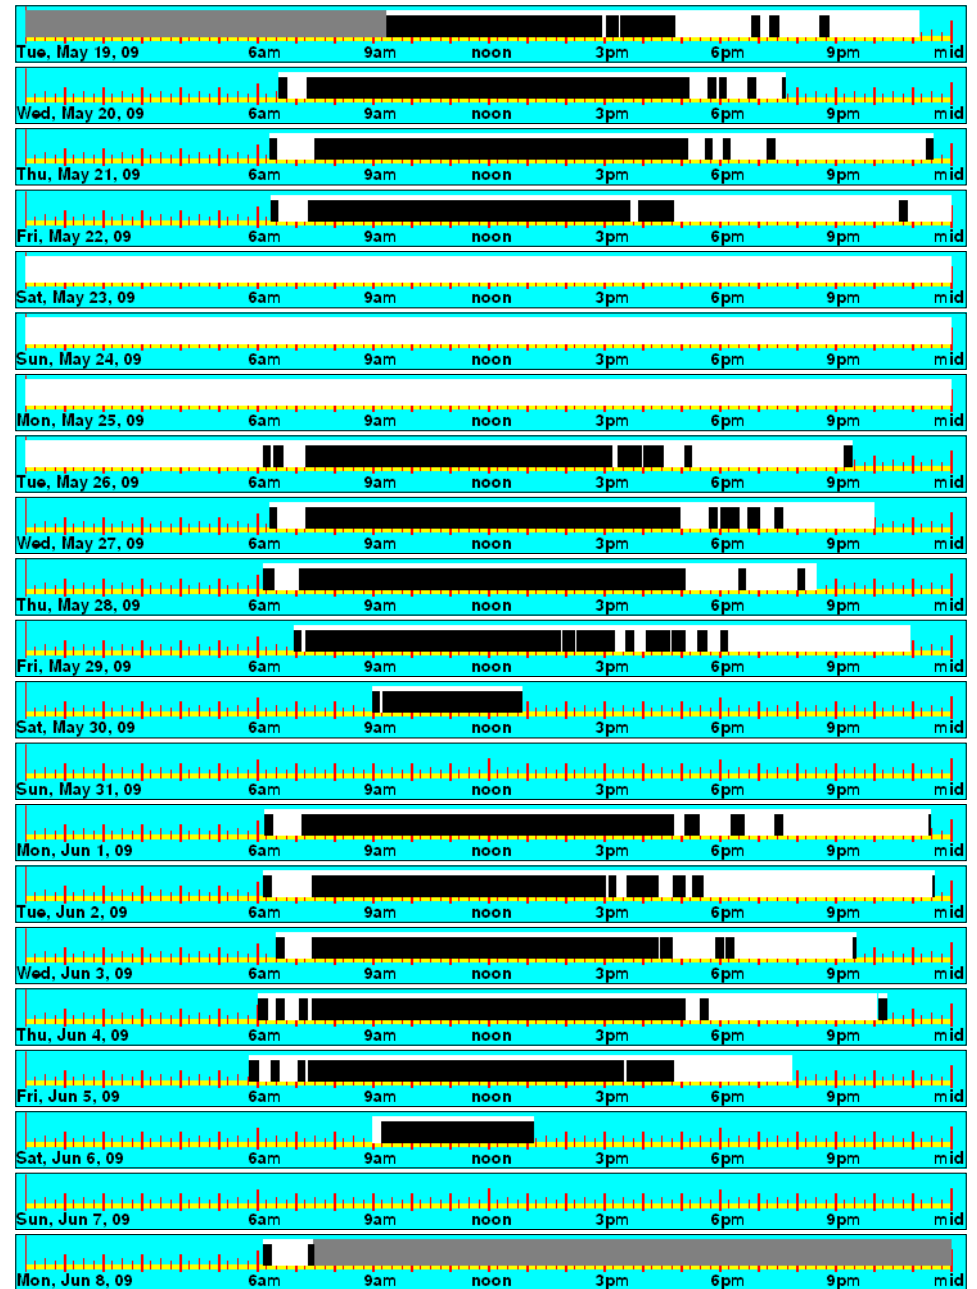 Tue, May 19, 09 6am 9am noon 3pm 6pm 9pm mid
Wed, May 20, 09 6am 9am noon 3pm 6pm 9pm mid
Thu, May 21, 09 6am 9am noon 3pm 6pm 9pm mid
Fri, May 22, 09 6am 9am noon 3pm 6pm 9pm mid
Sat, May 23, 09 6am 9am noon 3pm 6pm 9pm mid
Sun, May 24, 09 6am 9am noon 3pm 6pm 9pm mid
Mon, May 25, 09 6am 9am noon 3pm 6pm 9pm mid
Tue, May 26, 09 6am 9am noon 3pm 6pm 9pm mid
Wed, May 27, 09 6am 9am noon 3pm 6pm 9pm mid
Thu, May 28, 09 6am 9am noon 3pm 6pm 9pm mid
Fri, May 29, 09 6am 9am noon 3pm 6pm 9pm mid
Sat, May 30, 09 6am 9am noon 3pm 6pm 9pm mid
Sun, May 31, 09 6am 9am noon 3pm 6pm 9pm mid
Mon, Jun 1, 09 6am 9am noon 3pm 6pm 9pm mid
Tue, Jun 2, 09 6am 9am noon 3pm 6pm 9pm mid
Wed, Jun 3, 09 6am 9am noon 3pm 6pm 9pm mid
Thu, Jun 4, 09 6am 9am noon 3pm 6pm 9pm mid
Fri, Jun 5, 09 6am 9am noon 3pm 6pm 9pm mid
Sat, Jun 6, 09 6am 9am noon 3pm 6pm 9pm mid
Sun, Jun 7, 09 6am 9am noon 3pm 6pm 9pm mid
Mon, Jun 8, 09 6am 9am noon 3pm 6pm 9pm mid